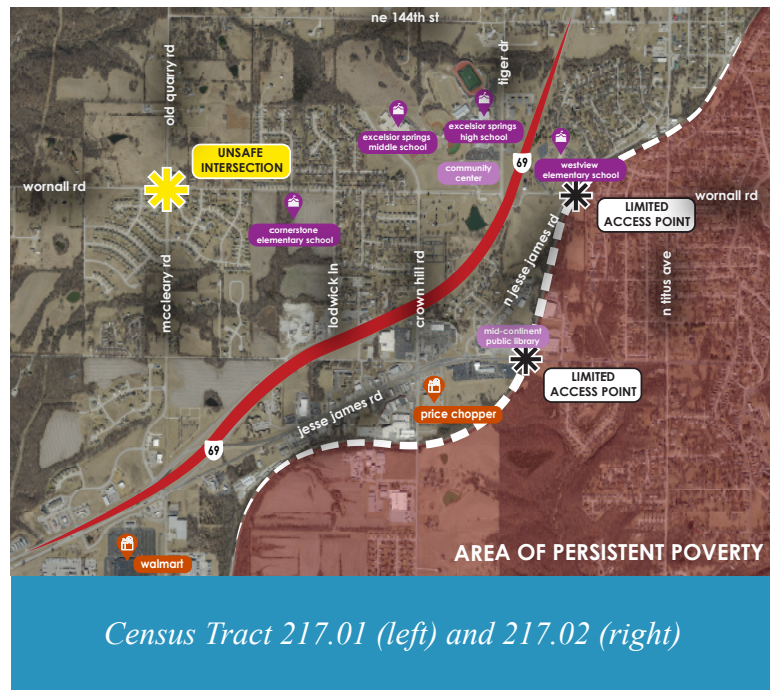 ne 144th st
old quarry rd
tiger dr
excelsior springs
middle school
excelsior springs
high school
UNSAFE
INTERSECTION
69
community
center
westview
elementary school
wornall rd
wornall rd
LIMITED
ACCESS POINT
cornerstone
elementary school
n jesse james rd
mccleary rd
lodwick ln
crown hill rd
n titus ave
mid-continent
public library
LIMITED
ACCESS POINT
jesse james rd
price chopper
69
AREA OF PERSISTENT POVERTY
walmart
Census Tract 217.01 (left) and 217.02 (right)